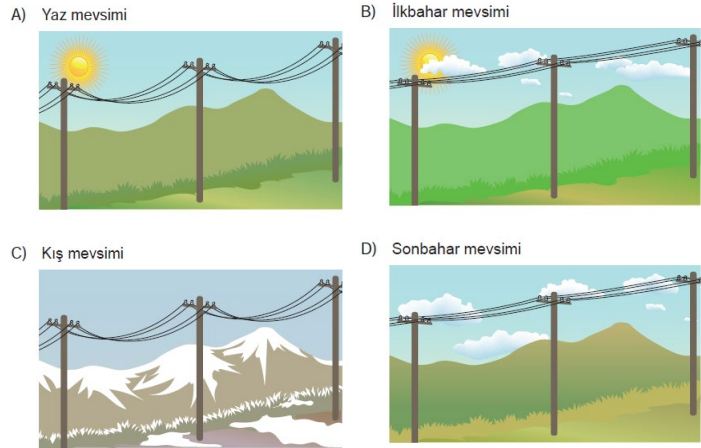 A) Yaz mevsimi
B) İlkbahar mevsimi
C) Kış mevsimi
D) Sonbahar mevsimi